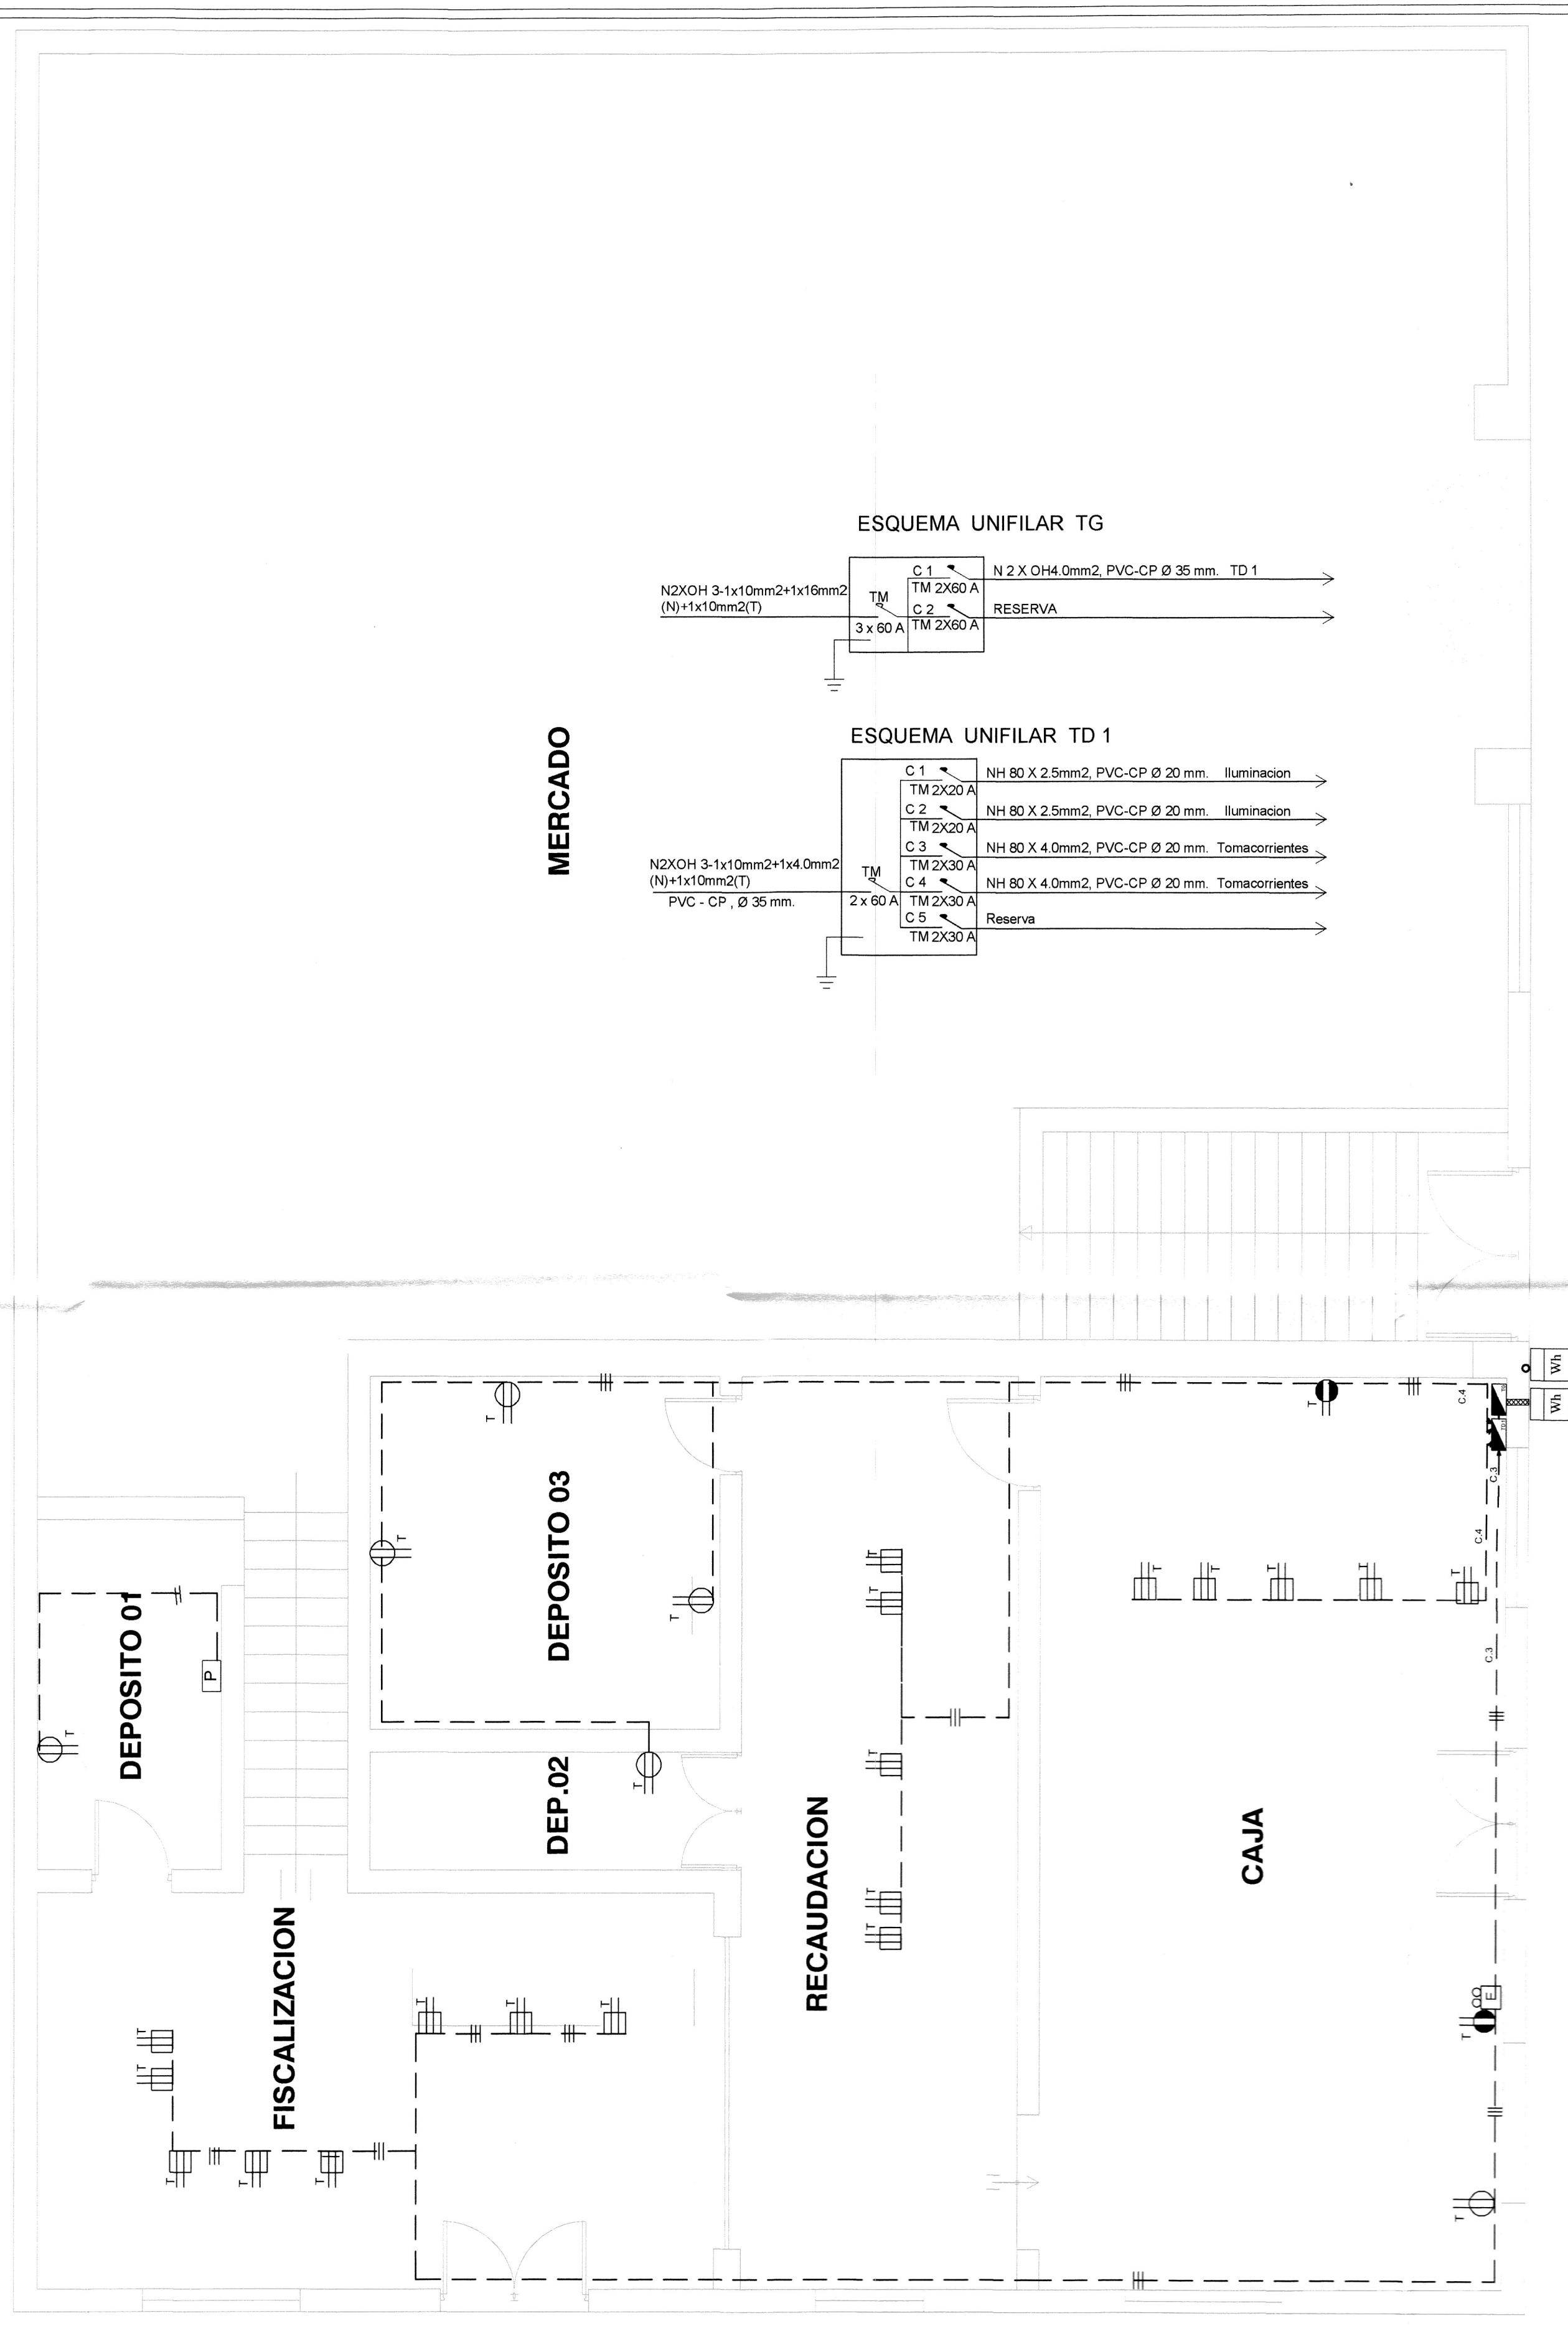 ESQUEMA UNIFILAR TG
N2XOH 3-1x10mm2+1x16mm2
(N)+1x10mm2(T)
TM
3 x 60 A
C 1
TM 2X60 A
N 2 X OH4.0mm2, PVC-CP Ø 35 mm. TD 1
C 2
TM 2X60 A
RESERVA
MERCADO
ESQUEMA UNIFILAR TD 1
N2XOH 3-1x10mm2+1x4.0mm2
(N)+1x10mm2(T)
PVC - CP , Ø 35 mm.
TM
2 x 60 A
C 1
TM 2X20 A
NH 80 X 2.5mm2, PVC-CP Ø 20 mm. Iluminacion
C 2
TM 2X20 A
NH 80 X 2.5mm2, PVC-CP Ø 20 mm. Iluminacion
C 3
TM 2X30 A
NH 80 X 4.0mm2, PVC-CP Ø 20 mm. Tomacorrientes
C 4
TM 2X30 A
NH 80 X 4.0mm2, PVC-CP Ø 20 mm. Tomacorrientes
C 5
TM 2X30 A
Reserva
Wh
Wh
TG
TD1
C.4
C.3
C.4
C.3
T
T
T
T
T
T
T
T
T
T
T
T
DEPOSITO 01
P
DEPOSITO 03
DEP.02
T
T
T
T
T
RECAUDACION
CAJA
FISCALIZACION
T
T
T
T
T
E
T
T
T
T
T
T